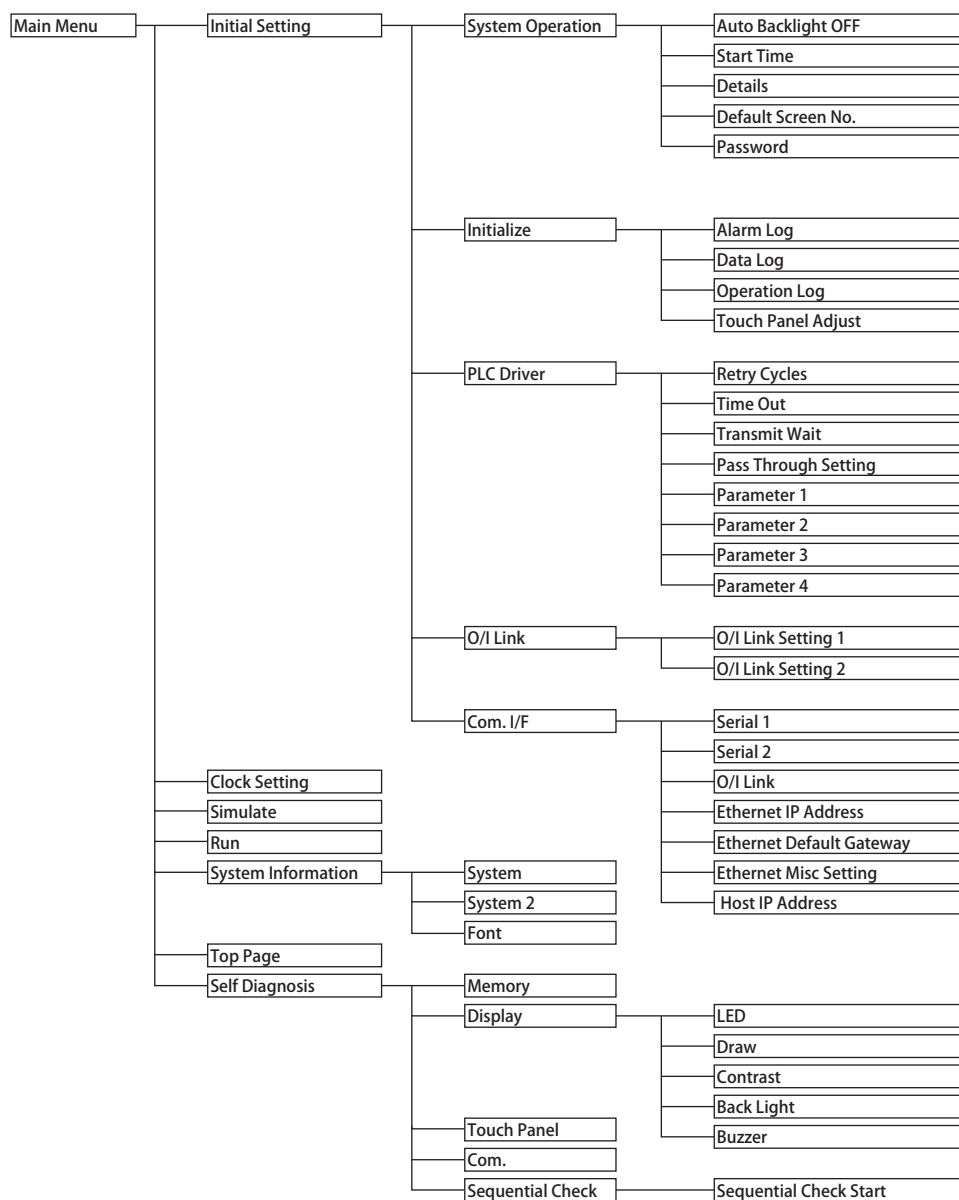 Main Menu
Initial Setting
System Operation
Auto Backlight OFF
Start Time
Details
Default Screen No.
Password
Initialize
Alarm Log
Data Log
Operation Log
Touch Panel Adjust
PLC Driver
Retry Cycles
Time Out
Transmit Wait
Pass Through Setting
Parameter 1
Parameter 2
Parameter 3
Parameter 4
O/I Link
O/I Link Setting 1
O/I Link Setting 2
Com. I/F
Serial 1
Serial 2
O/I Link
Ethernet IP Address
Ethernet Default Gateway
Ethernet Misc Setting
Host IP Address
Clock Setting
Simulate
Run
System Information
System
System 2
Font
Top Page
Self Diagnosis
Memory
Display
LED
Draw
Contrast
Back Light
Buzzer
Touch Panel
Com.
Sequential Check
Sequential Check Start